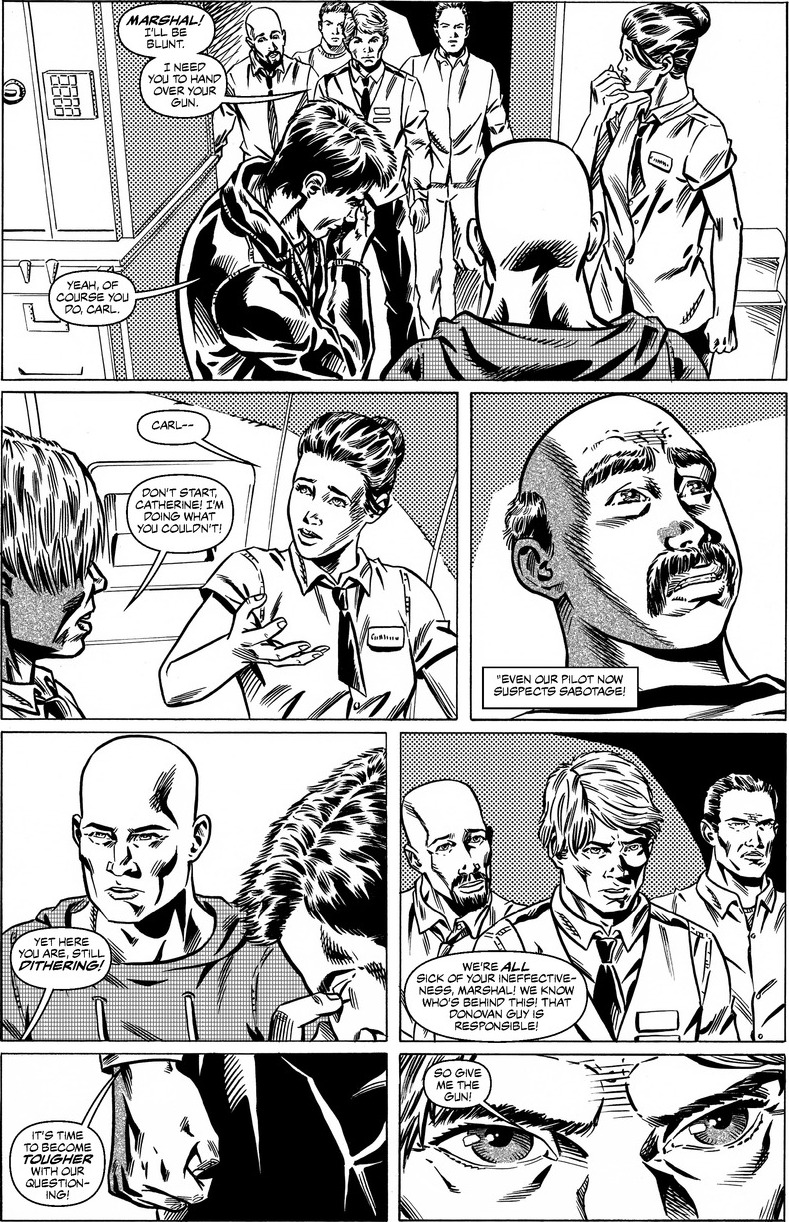 MARSHAL!
I'LL BE
BLUNT.
I NEED
YOU TO HAND
OVER YOUR
GUN.
YEAH, OF
COURSE YOU
DO, CARL.
CARL--
DON'T START,
CATHERINE! I'M
DOING WHAT
YOU COULDN'T!
"EVEN OUR PILOT NOW
SUSPECTS SABOTAGE!
YET HERE
YOU ARE, STILL
DITHERING!
WE'RE ALL
SICK OF YOUR INEFFECTIVE-
NESS, MARSHAL! WE KNOW
WHO'S BEHIND THIS! THAT
DONOVAN GUY IS
RESPONSIBLE!
IT'S TIME
TO BECOME
TOUGHER
WITH OUR
QUESTION-
ING!
SO GIVE
ME THE
GUN!